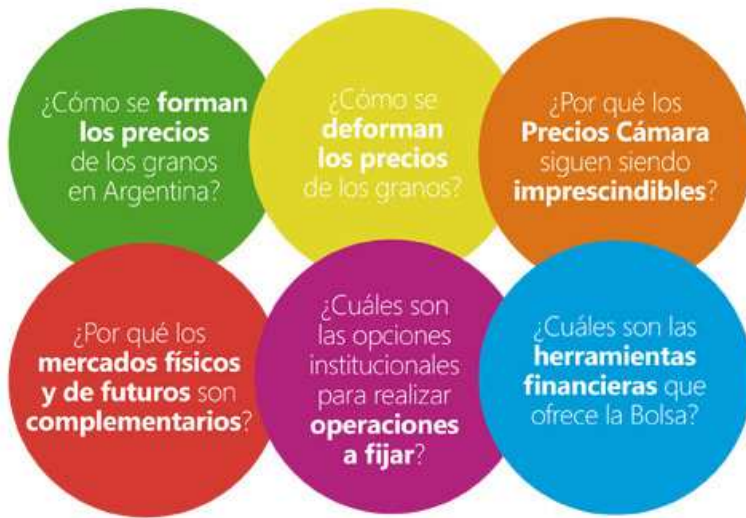 ¿Cómo se forman
los precios
de los granos
en Argentina?
¿Cómo se
deforman
los precios
de los granos?
¿Por qué los
Precios Cámara
siguen siendo
imprescindibles?
¿Por qué los
mercados físicos
y de futuros son
complementarios?
¿Cuáles son
las opciones
institucionales
para realizar
operaciones
a fijar?
¿Cuáles son las
herramientas
financieras que
ofrece la Bolsa?